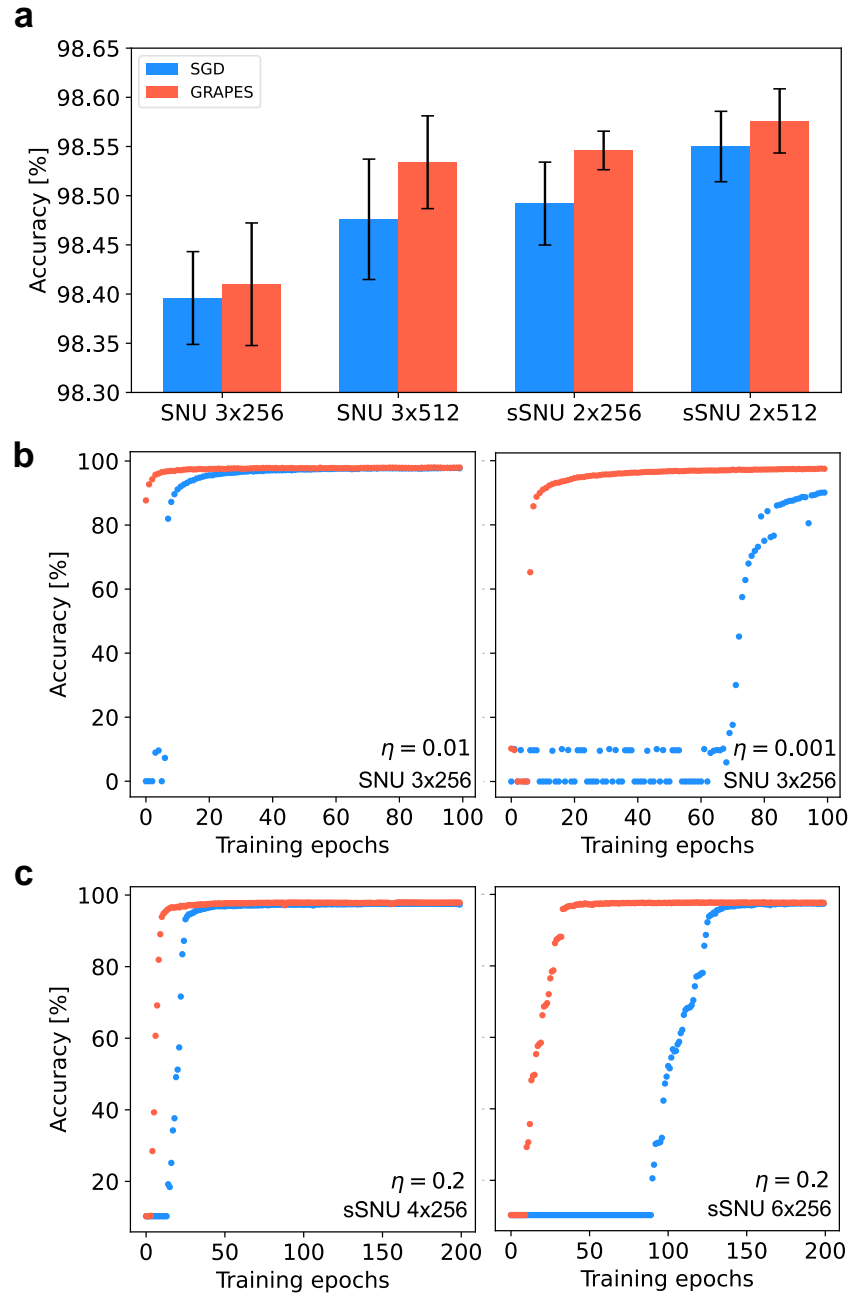 a
98.65
98.60
98.55
98.50
98.45
98.40
98.35
98.30
Accuracy [%]
SGD
GRAPES
SNU 3x256
SNU 3x512
sSNU 2x256
sSNU 2x512
b
100
80
60
40
20
0
Accuracy [%]
η = 0.01
SNU 3x256
0
20
40
60
80
100
Training epochs
η = 0.001
SNU 3x256
0
20
40
60
80
100
Training epochs
c
100
80
60
40
20
Accuracy [%]
η = 0.2
sSNU 4x256
0
50
100
150
200
Training epochs
η = 0.2
sSNU 6x256
0
50
100
150
200
Training epochs